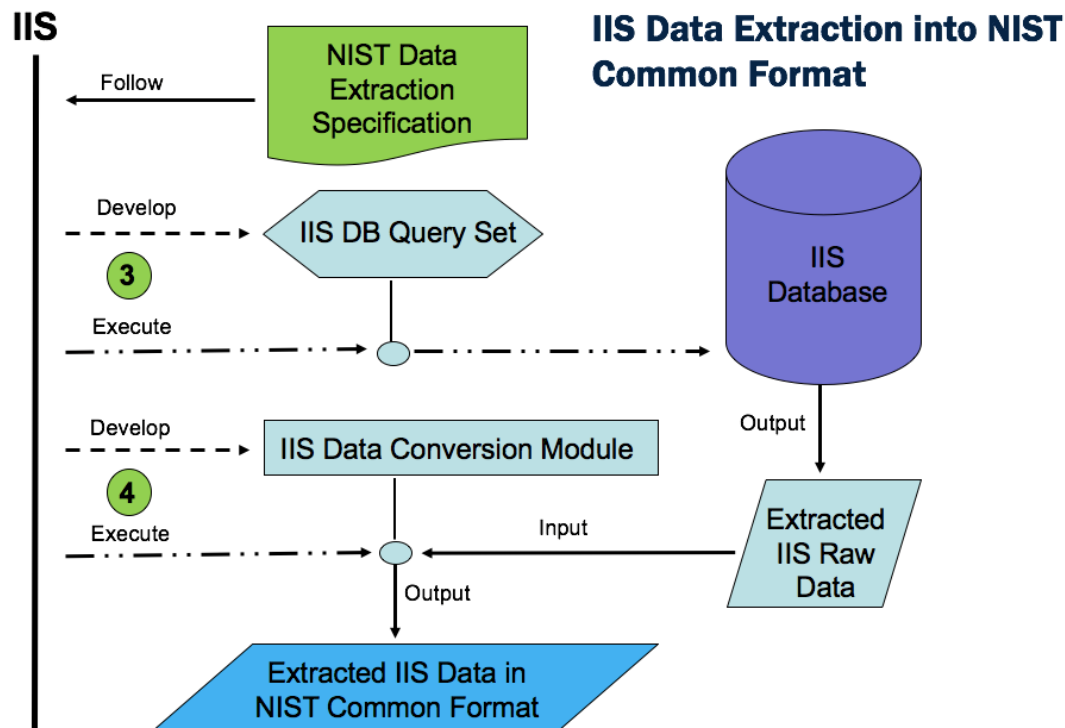 IIS
IIS Data Extraction into NIST
Common Format
NIST Data
Extraction
Specification
Follow
Develop
IIS DB Query Set
3
Execute
IIS
Database
Output
Develop
IIS Data Conversion Module
4
Execute
Input
Extracted
IIS Raw
Data
Output
Extracted IIS Data in
NIST Common Format